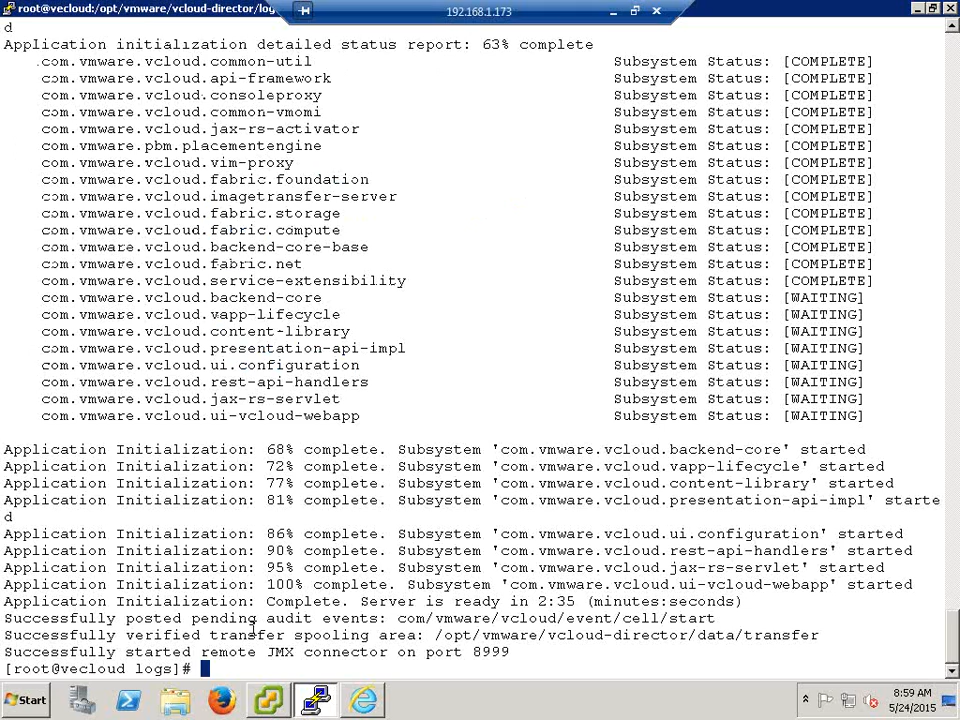 root@vecloud:/opt/vmware/vcloud-director/log
192.168.1.173
d
Application initialization detailed status report: 63% complete
com.vmware.vcloud.common-util Subsystem Status: [COMPLETE]
com.vmware.vcloud.api-framework Subsystem Status: [COMPLETE]
com.vmware.vcloud.consoleproxy Subsystem Status: [COMPLETE]
com.vmware.vcloud.common-vmomi Subsystem Status: [COMPLETE]
com.vmware.vcloud.jax-rs-activator Subsystem Status: [COMPLETE]
com.vmware.pbm.placementengine Subsystem Status: [COMPLETE]
com.vmware.vcloud.vim-proxy Subsystem Status: [COMPLETE]
com.vmware.vcloud.fabric.foundation Subsystem Status: [COMPLETE]
com.vmware.vcloud.imagetransfer-server Subsystem Status: [COMPLETE]
com.vmware.vcloud.fabric.storage Subsystem Status: [COMPLETE]
com.vmware.vcloud.fabric.compute Subsystem Status: [COMPLETE]
com.vmware.vcloud.backend-core-base Subsystem Status: [COMPLETE]
com.vmware.vcloud.fabric.net Subsystem Status: [COMPLETE]
com.vmware.vcloud.service-extensibility Subsystem Status: [COMPLETE]
com.vmware.vcloud.backend-core Subsystem Status: [WAITING]
com.vmware.vcloud.vapp-lifecycle Subsystem Status: [WAITING]
com.vmware.vcloud.content-library Subsystem Status: [WAITING]
com.vmware.vcloud.presentation-api-impl Subsystem Status: [WAITING]
com.vmware.vcloud.ui.configuration Subsystem Status: [WAITING]
com.vmware.vcloud.rest-api-handlers Subsystem Status: [WAITING]
com.vmware.vcloud.jax-rs-servlet Subsystem Status: [WAITING]
com.vmware.vcloud.ui-vcloud-webapp Subsystem Status: [WAITING]
Application Initialization: 68% complete. Subsystem 'com.vmware.vcloud.backend-core' started
Application Initialization: 72% complete. Subsystem 'com.vmware.vcloud.vapp-lifecycle' started
Application Initialization: 77% complete. Subsystem 'com.vmware.vcloud.content-library' started
Application Initialization: 81% complete. Subsystem 'com.vmware.vcloud.presentation-api-impl' starte
d
Application Initialization: 86% complete. Subsystem 'com.vmware.vcloud.ui.configuration' started
Application Initialization: 90% complete. Subsystem 'com.vmware.vcloud.rest-api-handlers' started
Application Initialization: 95% complete. Subsystem 'com.vmware.vcloud.jax-rs-servlet' started
Application Initialization: 100% complete. Subsystem 'com.vmware.vcloud.ui-vcloud-webapp' started
Application Initialization: Complete. Server is ready in 2:35 (minutes:seconds)
Successfully posted pending audit events: com/vmware/vcloud/event/cell/start
Successfully verified transfer spooling area: /opt/vmware/vcloud-director/data/transfer
Successfully started remote JMX connector on port 8999
[root@vecloud logs]#
Start
8:59 AM
5/24/2015